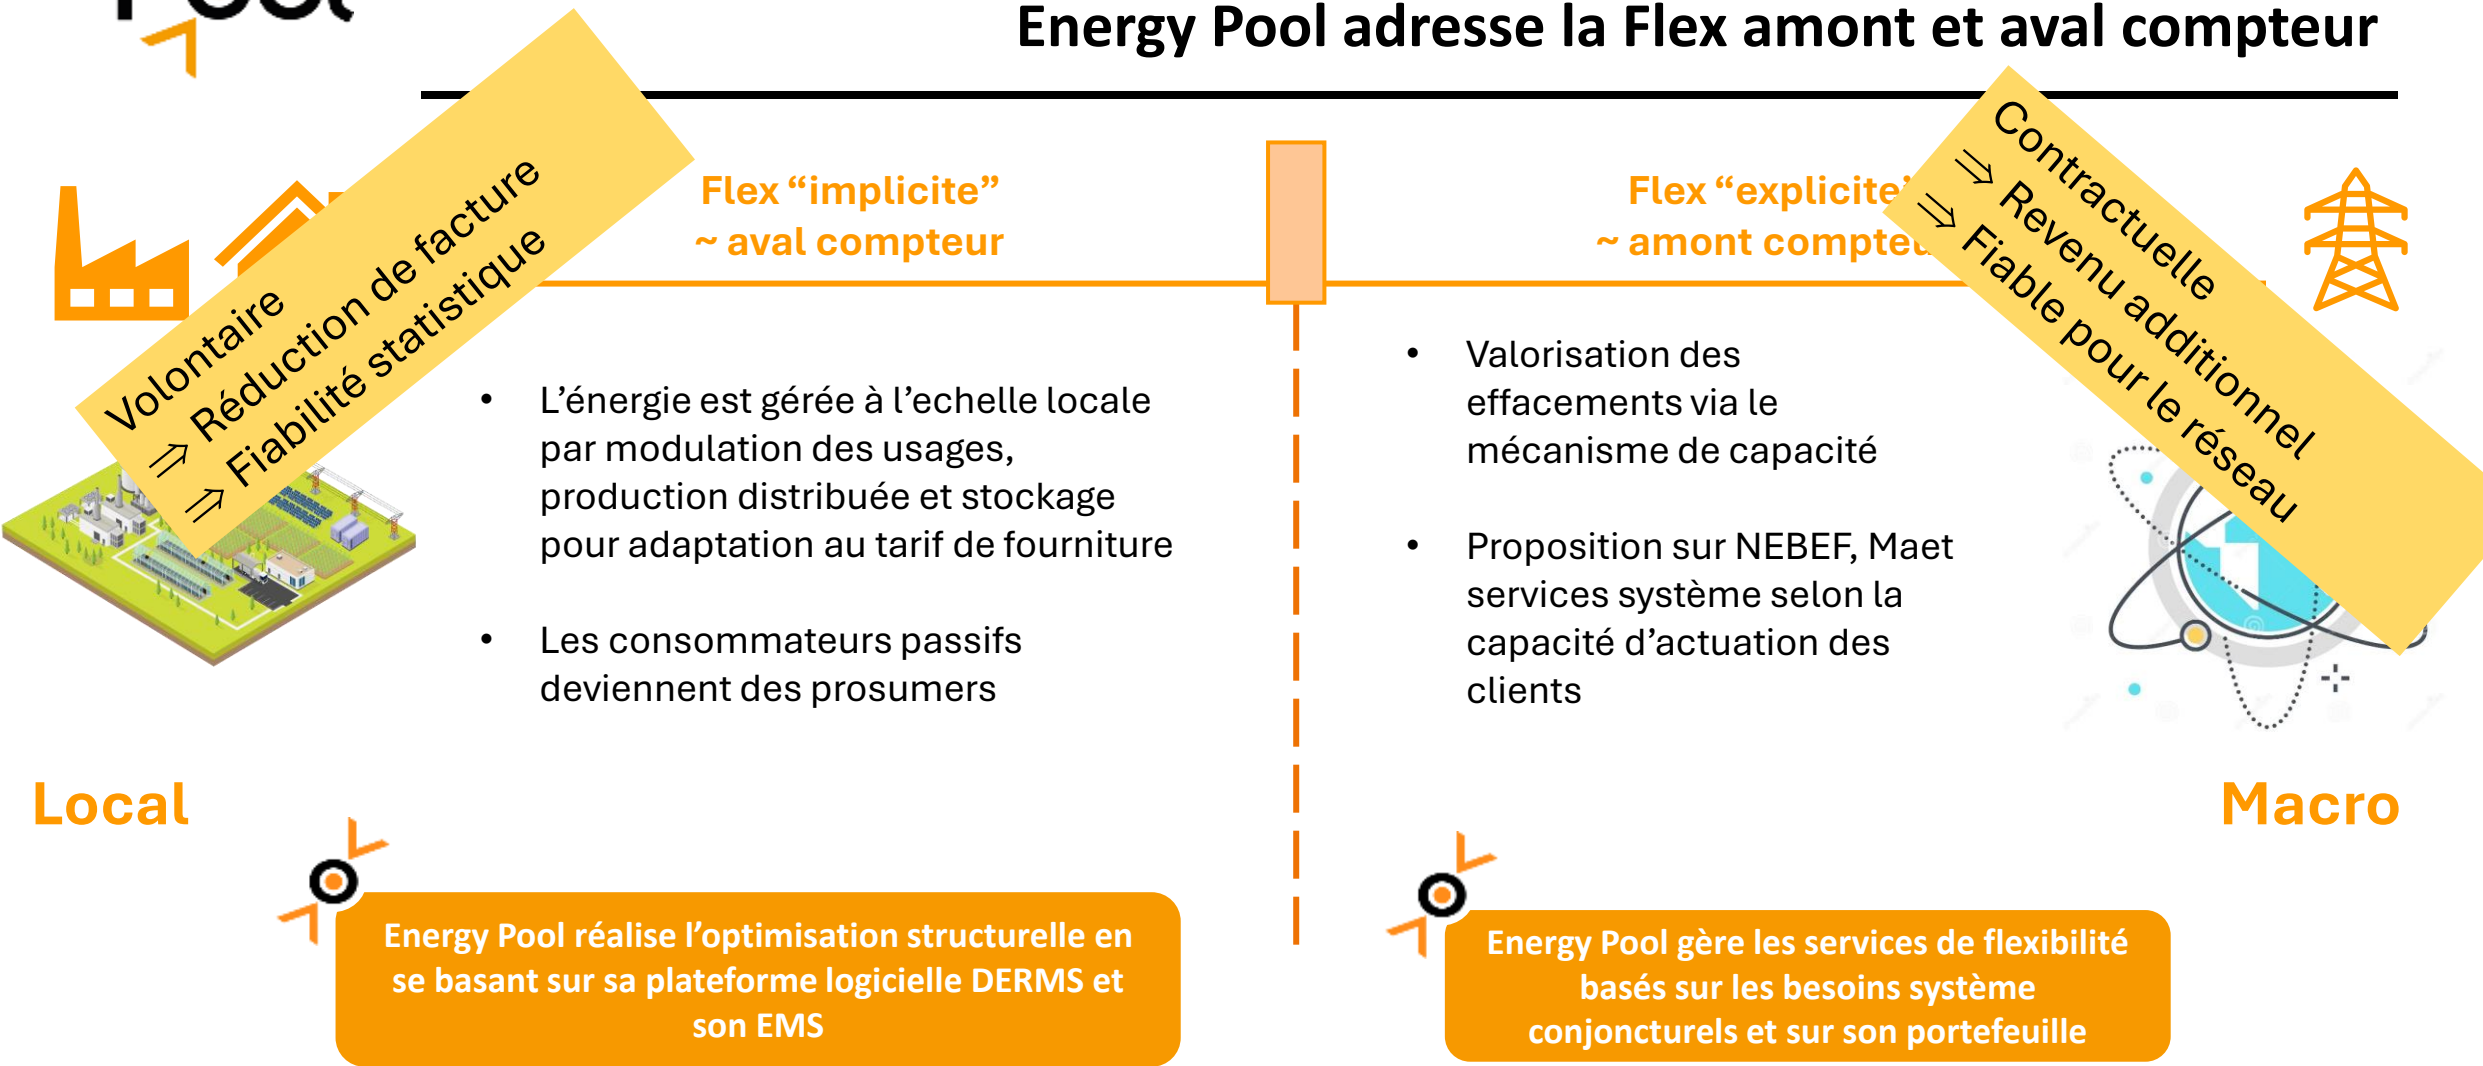 Pool
Energy Pool adresse la Flex amont et aval compteur
Volontaire
⇒ Réduction de facture
⇒ Fiabilité statistique
Flex “implicite”
~ aval compteur
Flex “explicite”
~ amont compteu
Contractuelle
⇒ Revenu additionnel
⇒ Fiable pour le réseau
• L’énergie est gérée à l’echelle locale
par modulation des usages,
production distribuée et stockage
pour adaptation au tarif de fourniture
• Les consommateurs passifs
deviennent des prosumers
• Valorisation des
effacements via le
mécanisme de capacité
• Proposition sur NEBEF, Maet
services système selon la
capacité d’actuation des
clients
Local
Macro
Energy Pool réalise l’optimisation structurelle en
se basant sur sa plateforme logicielle DERMS et
son EMS
Energy Pool gère les services de flexibilité
basés sur les besoins système
conjoncturels et sur son portefeuille